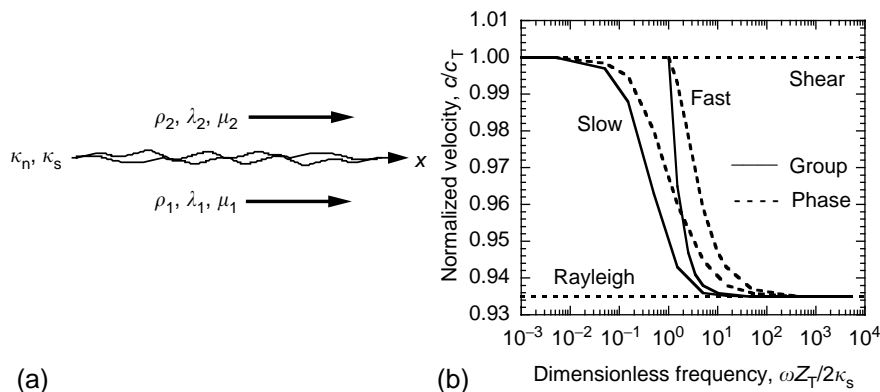 ρ₂, λ₂, μ₂
κₙ, κₛ
x
ρ₁, λ₁, μ₁
(a)
Normalized velocity, c/c_T
1.01
1.00
0.99
0.98
0.97
0.96
0.95
0.94
0.93
Shear
Fast
Slow
Group
Phase
Rayleigh
10⁻³ 10⁻² 10⁻¹ 10⁰ 10¹ 10² 10³ 10⁴
Dimensionless frequency, ωZ_T/2κₛ
(b)